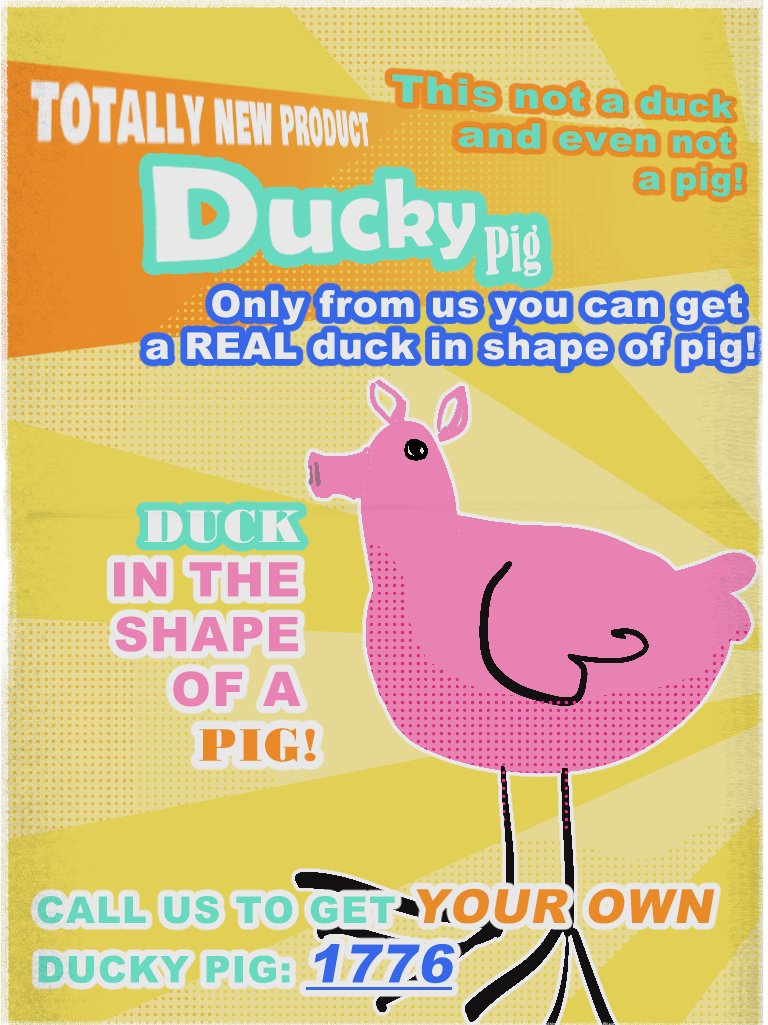 TOTALLY NEW PRODUCT
This not a duck
and even not
a pig!
Ducky Pig
Only from us you can get
a REAL duck in shape of pig!
DUCK
IN THE
SHAPE
OF A
PIG!
CALL US TO GET YOUR OWN
DUCKY PIG: 1776